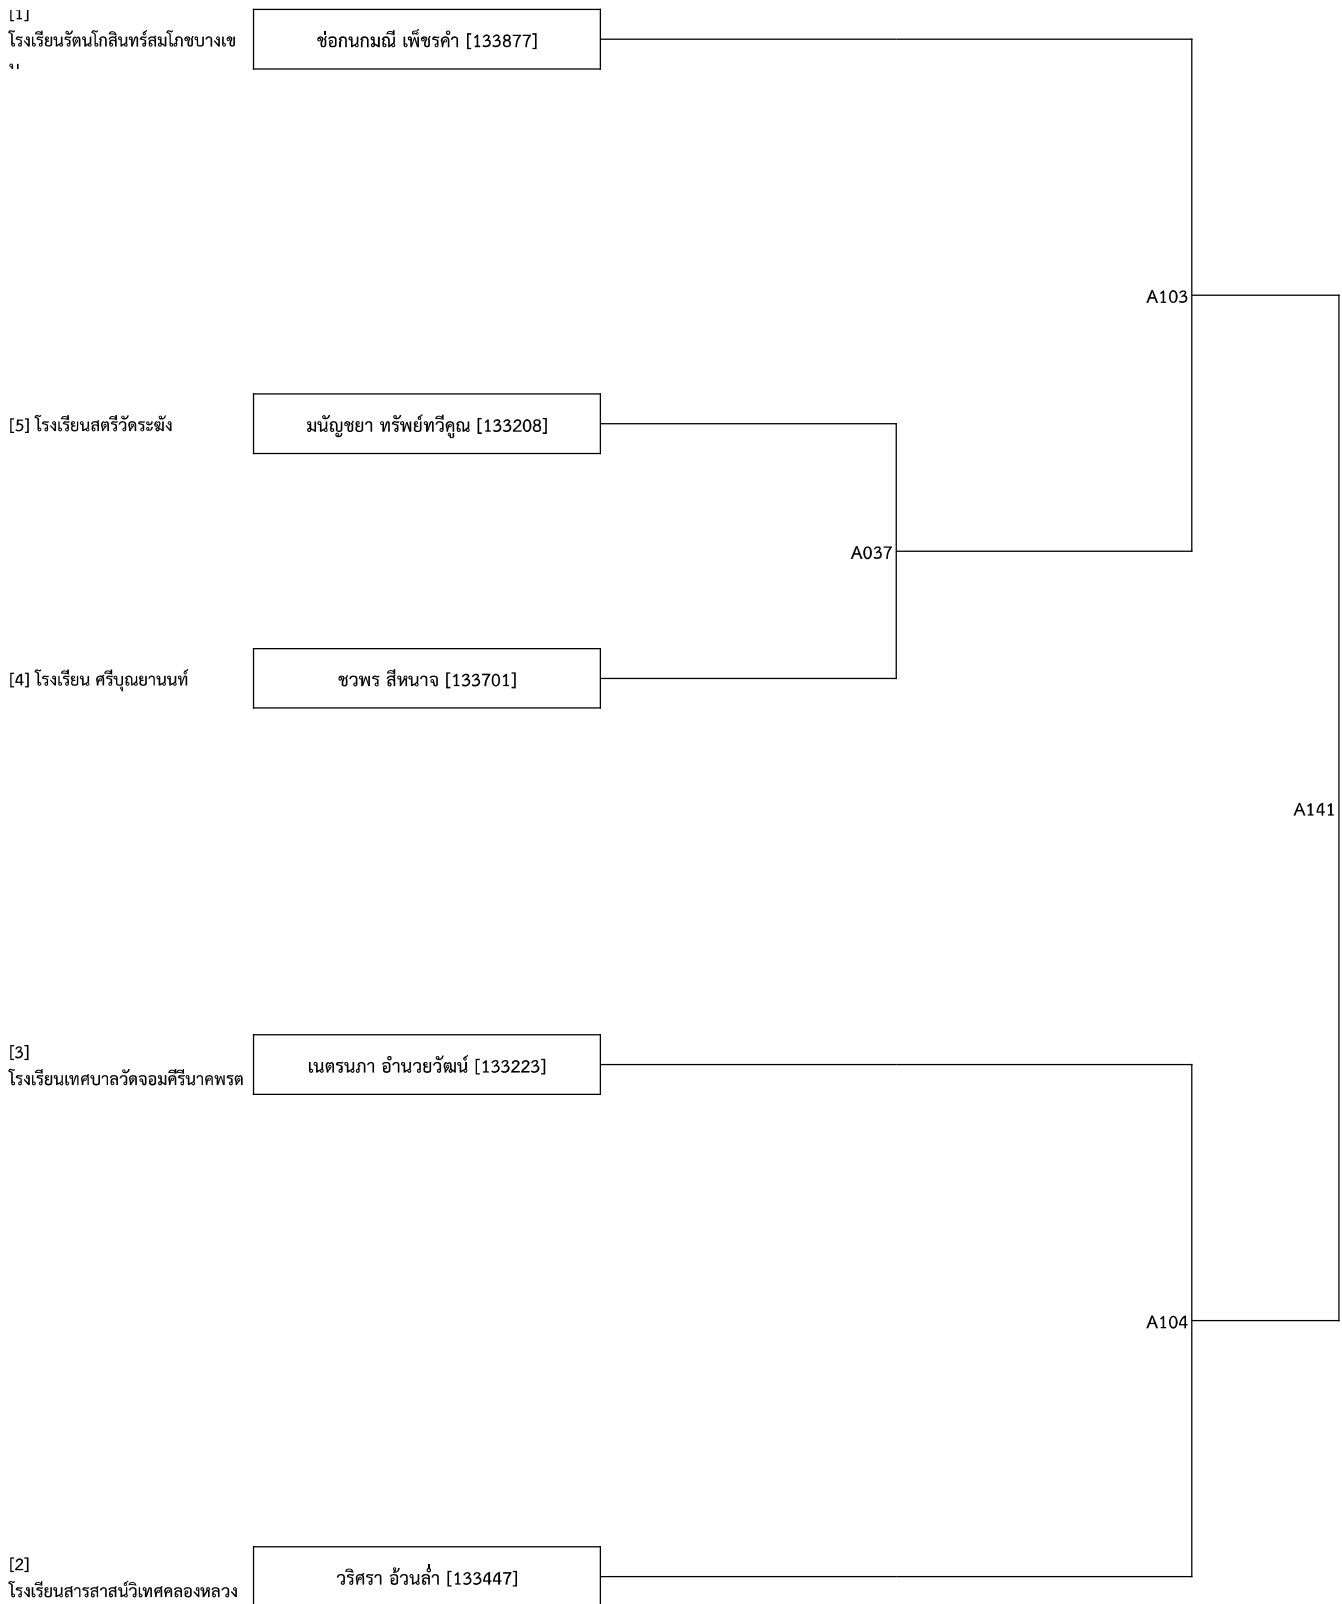 [1]
โรงเรียนรัตนโกสินทร์สมโภชบางเข
น
ช่อกนกมณี เพ็ชรคำ [133877]
A103
[5] โรงเรียนสตรีวัดระฆัง
มนัญชยา ทรัพย์ทวีคูณ [133208]
A037
[4] โรงเรียน ศรีบุณยานนท์
ชวพร สีหนาจ [133701]
A141
[3]
โรงเรียนเทศบาลวัดจอมคีรีนาคพรต
เนตรนภา อำนวยวัฒน์ [133223]
A104
[2]
โรงเรียนสารสาสน์วิเทศคลองหลวง
วริศรา อ้วนล่ำ [133447]